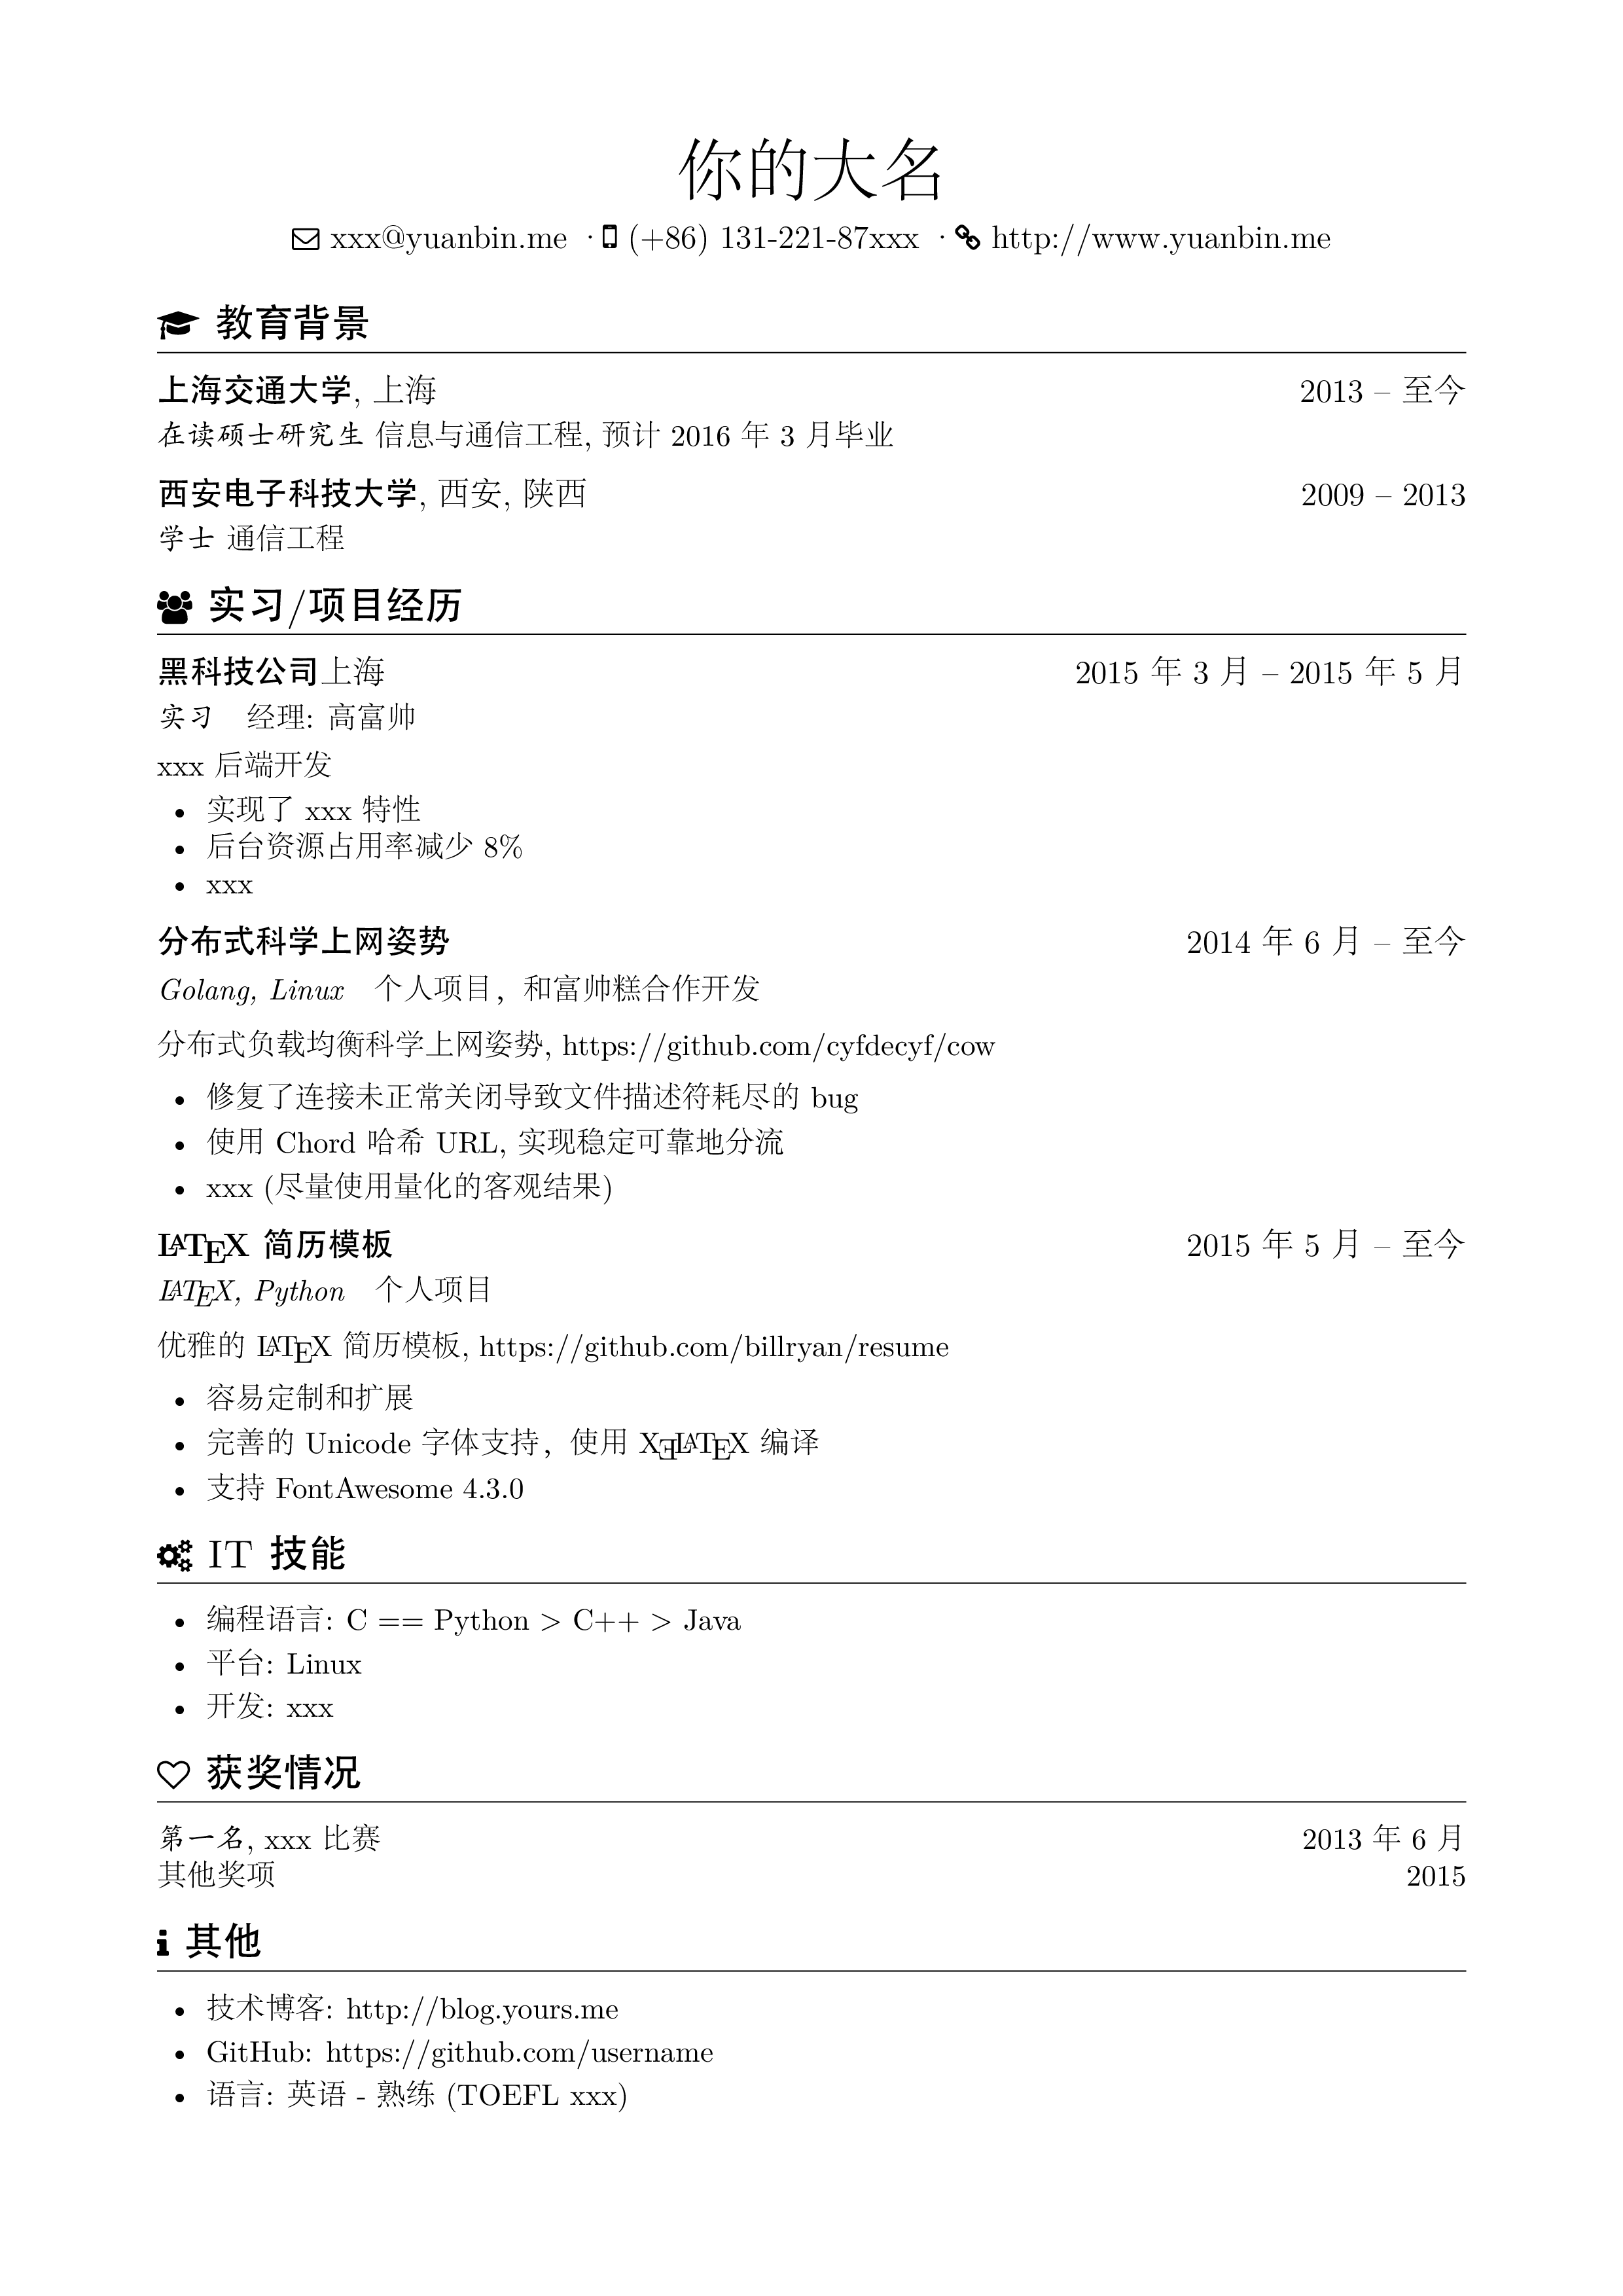 你的大名
xxx@yuanbin.me · (+86) 131-221-87xxx · http://www.yuanbin.me
教育背景
上海交通大学, 上海 2013 – 至今
在读硕士研究生 信息与通信工程, 预计 2016 年 3 月毕业
西安电子科技大学, 西安, 陕西 2009 – 2013
学士 通信工程
实习/项目经历
黑科技公司上海 2015 年 3 月 – 2015 年 5 月
实习 经理: 高富帅
xxx 后端开发
• 实现了 xxx 特性
• 后台资源占用率减少 8%
• xxx
分布式科学上网姿势 2014 年 6 月 – 至今
Golang, Linux 个人项目，和富帅糕合作开发
分布式负载均衡科学上网姿势, https://github.com/cyfdecyf/cow
• 修复了连接未正常关闭导致文件描述符耗尽的 bug
• 使用 Chord 哈希 URL, 实现稳定可靠地分流
• xxx (尽量使用量化的客观结果)
LATEX 简历模板 2015 年 5 月 – 至今
LATEX, Python 个人项目
优雅的 LATEX 简历模板, https://github.com/billryan/resume
• 容易定制和扩展
• 完善的 Unicode 字体支持，使用 XƎLATEX 编译
• 支持 FontAwesome 4.3.0
IT 技能
• 编程语言: C == Python > C++ > Java
• 平台: Linux
• 开发: xxx
获奖情况
第一名, xxx 比赛 2013 年 6 月
其他奖项 2015
其他
• 技术博客: http://blog.yours.me
• GitHub: https://github.com/username
• 语言: 英语 - 熟练 (TOEFL xxx)